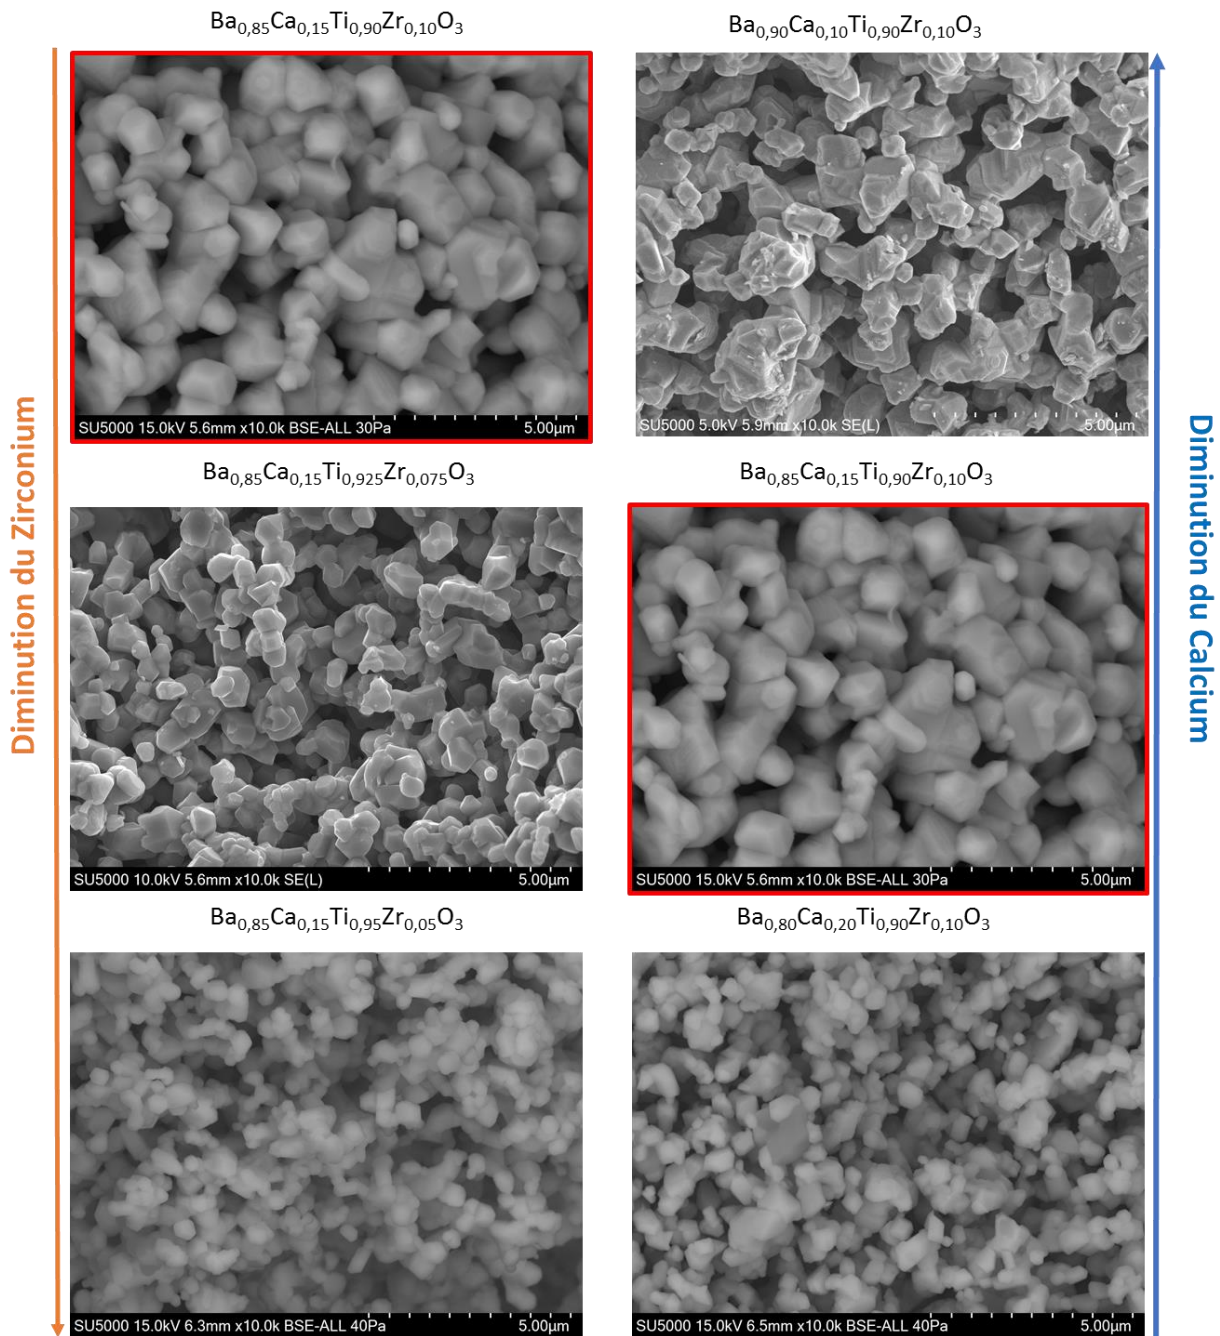 Ba0,85Ca0,15Ti0,90Zr0,10O3
Ba0,90Ca0,10Ti0,90Zr0,10O3
SU5000 15.0kV 5.6mm x10.0k BSE-ALL 30Pa 5.00µm
SU5000 5.0kV 5.9mm x10.0k SE(L) 5.00µm
Diminution du Zirconium
Diminution du Calcium
Ba0,85Ca0,15Ti0,925Zr0,075O3
Ba0,85Ca0,15Ti0,90Zr0,10O3
SU5000 10.0kV 5.6mm x10.0k SE(L) 5.00µm
SU5000 15.0kV 5.6mm x10.0k BSE-ALL 30Pa 5.00µm
Ba0,85Ca0,15Ti0,95Zr0,05O3
Ba0,80Ca0,20Ti0,90Zr0,10O3
SU5000 15.0kV 6.3mm x10.0k BSE-ALL 40Pa 5.00µm
SU5000 15.0kV 6.5mm x10.0k BSE-ALL 40Pa 5.00µm